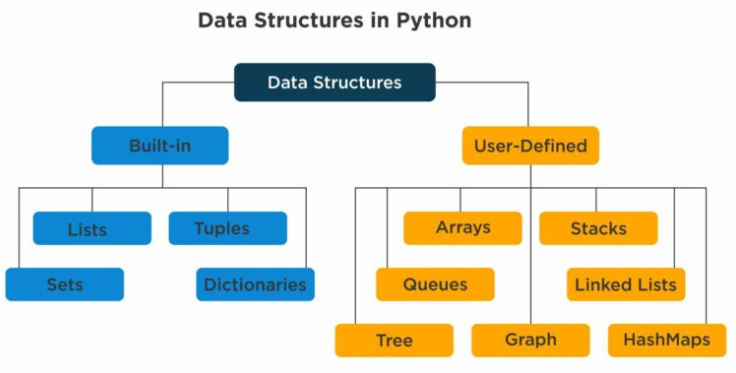 Data Structures in Python
Data Structures
Built-in
User-Defined
Lists
Tuples
Arrays
Stacks
Sets
Dictionaries
Queues
Linked Lists
Tree
Graph
HashMaps